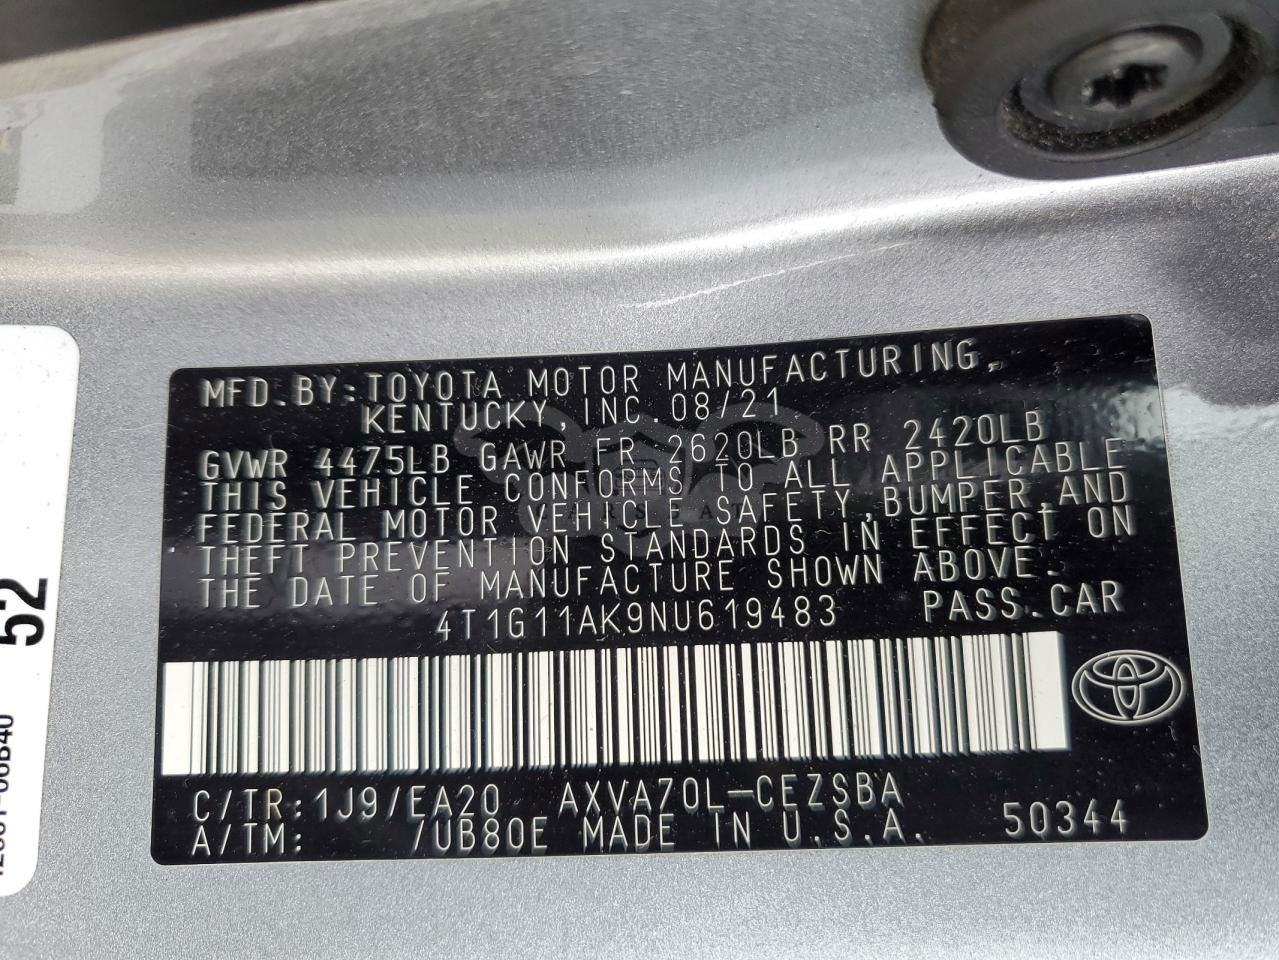 MFD.BY:TOYOTA MOTOR MANUFACTURING,
KENTUCKY, INC. 08/21
GVWR 4475LB GAWR FR 2620LB RR 2420LB
THIS VEHICLE CONFORMS TO ALL APPLICABLE
FEDERAL MOTOR VEHICLE SAFETY,BUMPER,AND
THEFT PREVENTION STANDARDS IN EFFECT ON
THE DATE OF MANUFACTURE SHOWN ABOVE.
4T1G11AK9NU619483 PASS.CAR
C/TR:1J9/EA20 AXVA70L-CEZSBA
A/TM: /UB80E MADE IN U.S.A. 50344
52